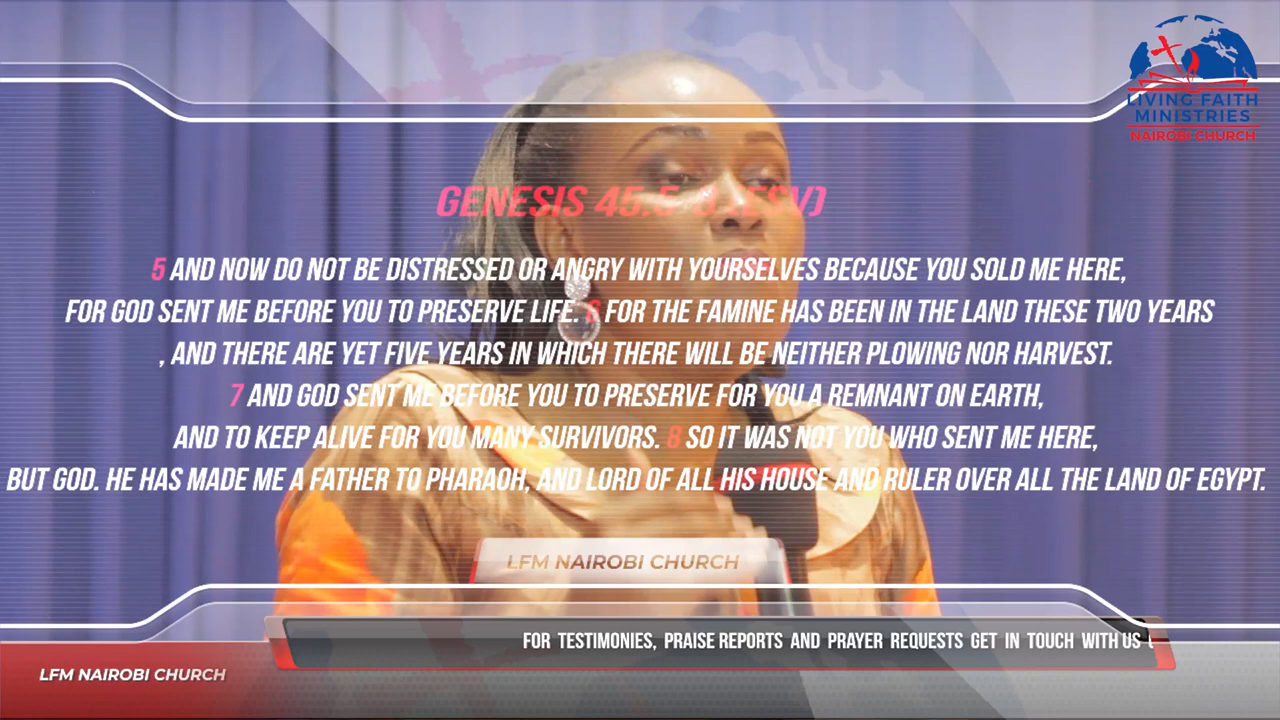 LIVING FAITH
MINISTRIES
NAIROBI CHURCH
GENESIS 45:5-8 (ESV)
5 AND NOW DO NOT BE DISTRESSED OR ANGRY WITH YOURSELVES BECAUSE YOU SOLD ME HERE,
FOR GOD SENT ME BEFORE YOU TO PRESERVE LIFE. 6 FOR THE FAMINE HAS BEEN IN THE LAND THESE TWO YEARS
, AND THERE ARE YET FIVE YEARS IN WHICH THERE WILL BE NEITHER PLOWING NOR HARVEST.
7 AND GOD SENT ME BEFORE YOU TO PRESERVE FOR YOU A REMNANT ON EARTH,
AND TO KEEP ALIVE FOR YOU MANY SURVIVORS. 8 SO IT WAS NOT YOU WHO SENT ME HERE,
BUT GOD. HE HAS MADE ME A FATHER TO PHARAOH, AND LORD OF ALL HIS HOUSE AND RULER OVER ALL THE LAND OF EGYPT.
LFM NAIROBI CHURCH
FOR TESTIMONIES, PRAISE REPORTS AND PRAYER REQUESTS GET IN TOUCH WITH US
LFM NAIROBI CHURCH